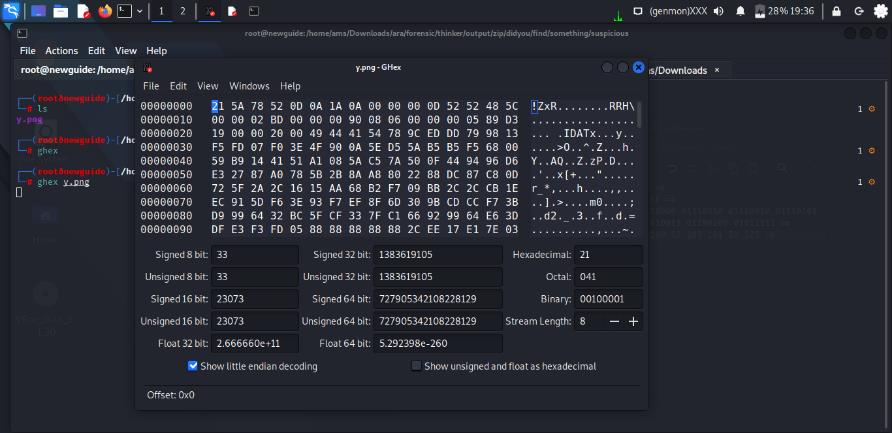 1
2
(genmon)XXX
28%
19:36
root@newguide: /home/ams/Downloads/ara/forensic/thinker/output/zip/didyou/find/something/suspicious
File Actions Edit View Help
root@newguide: /home/a
ns/Downloads ×
y.png - GHex
File Edit View Windows Help
┌──(root@newguide)-[/ho
└─# ls
y.png
┌──(root@newguide)-[/ho
└─# ghex
┌──(root@newguide)-[/ho
└─# ghex y.png
1
1
1
00000000 21 5A 78 52 0D 0A 1A 0A 00 00 00 0D 52 52 48 5C !ZxR........RRH\
00000010 00 00 02 BD 00 00 00 90 08 06 00 00 00 05 89 D3 ................
00000020 19 00 00 20 00 49 44 41 54 78 9C ED DD 79 98 13 ... .IDATx...y..
00000030 F5 FD 07 F0 3E 4F 90 0A 5E D5 5A B5 B5 F5 68 00 ....>O..^.Z...h.
00000040 59 B9 14 41 51 A1 08 5A C5 7A 50 0F 44 94 96 D6 Y..AQ..Z.zP.D...
00000050 E3 27 87 A0 78 5B 2B 8A A8 80 22 88 DC 87 C8 0D .'..x[+...".....
00000060 72 5F 2A 2C 16 15 AA 68 B2 F7 09 BB 2C 2C CB 1E r_*,...h....,,..
00000070 EC 91 5D F6 3E 93 F7 EF 8F 6D 30 9B CD CC F7 3B ..].>....m0....;
00000080 D9 99 64 32 BC 5F CF 33 7F C1 66 92 99 64 E6 3D ..d2._.3..f..d.=
00000090 DF E3 F3 FD 05 88 88 88 88 88 2C EE 17 E1 7E 03 ..........,...~.
Signed 8 bit: 33 Signed 32 bit: 1383619105 Hexadecimal: 21
Unsigned 8 bit: 33 Unsigned 32 bit: 1383619105 Octal: 041
Signed 16 bit: 23073 Signed 64 bit: 727905342108228129 Binary: 00100001
Unsigned 16 bit: 23073 Unsigned 64 bit: 727905342108228129 Stream Length: 8
Float 32 bit: 2.666660e+11 Float 64 bit: 5.292398e-260
Show little endian decoding
Show unsigned and float as hexadecimal
Offset: 0x0